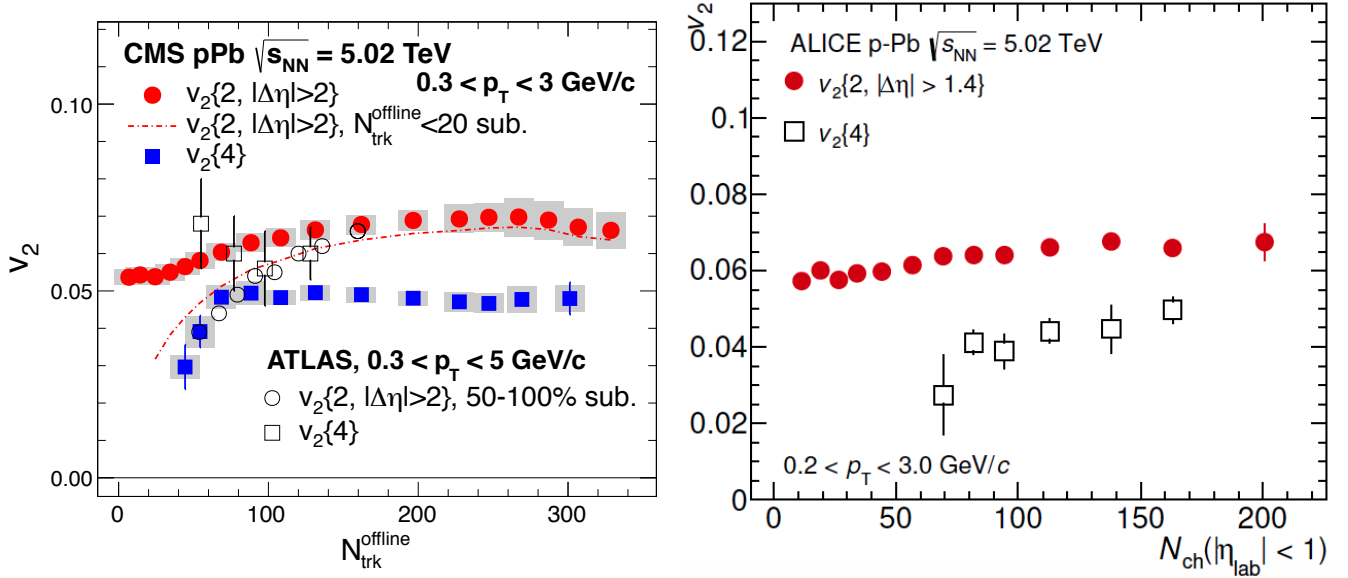 CMS pPb √sNN = 5.02 TeV
0.3 < pT < 3 GeV/c
v2{2, |Δη|>2}
v2{2, |Δη|>2}, Ntrk^offline<20 sub.
v2{4}
0.10
0.05
0.00
v2
ATLAS, 0.3 < pT < 5 GeV/c
v2{2, |Δη|>2}, 50-100% sub.
v2{4}
0 100 200 300
Ntrk^offline
v2
ALICE p-Pb √sNN = 5.02 TeV
v2{2, |Δη| > 1.4}
v2{4}
0.12
0.1
0.08
0.06
0.04
0.02
0
0.2 < pT < 3.0 GeV/c
0 50 100 150 200
Nch(|ηlab| < 1)